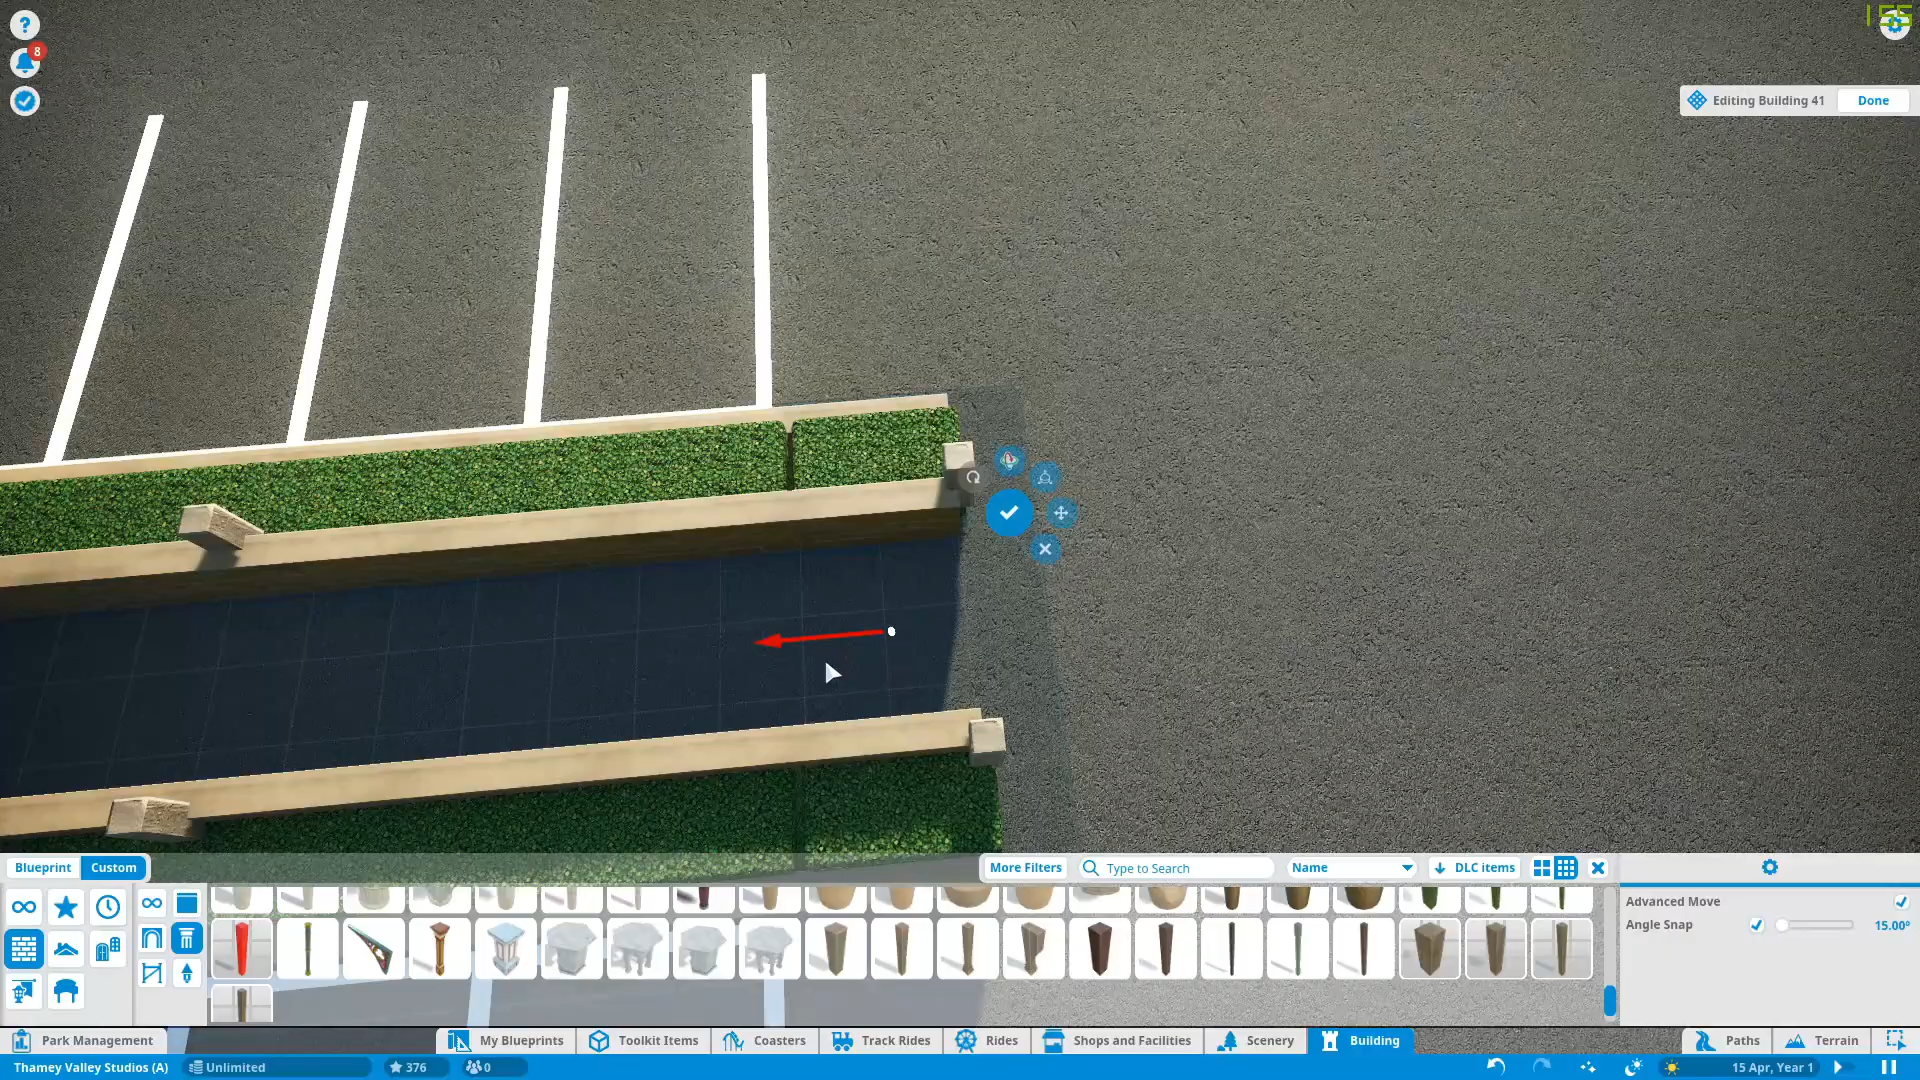 ?
155
8
Editing Building 41
Done
Blueprint
Custom
More Filters
Type to Search
Name
DLC items
Advanced Move
Angle Snap
15.00°
Park Management
My Blueprints
Toolkit Items
Coasters
Track Rides
Rides
Shops and Facilities
Scenery
Building
Paths
Terrain
Thamey Valley Studios (A)
Unlimited
376
0
15 Apr, Year 1